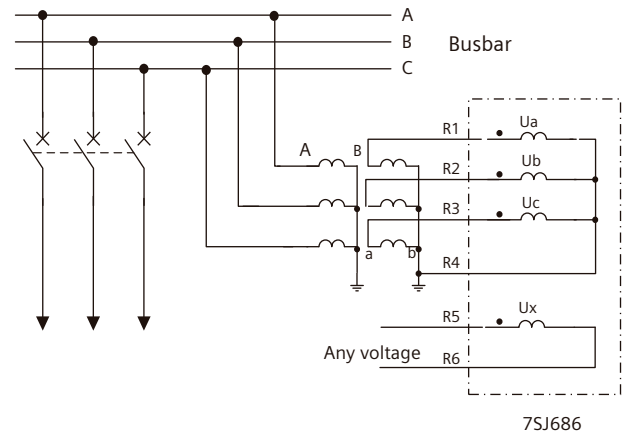 A
B
Busbar
C
R1
Ua
A
B
R2
Ub
R3
Uc
a
b
R4
R5
Ux
Any voltage
R6
7SJ686